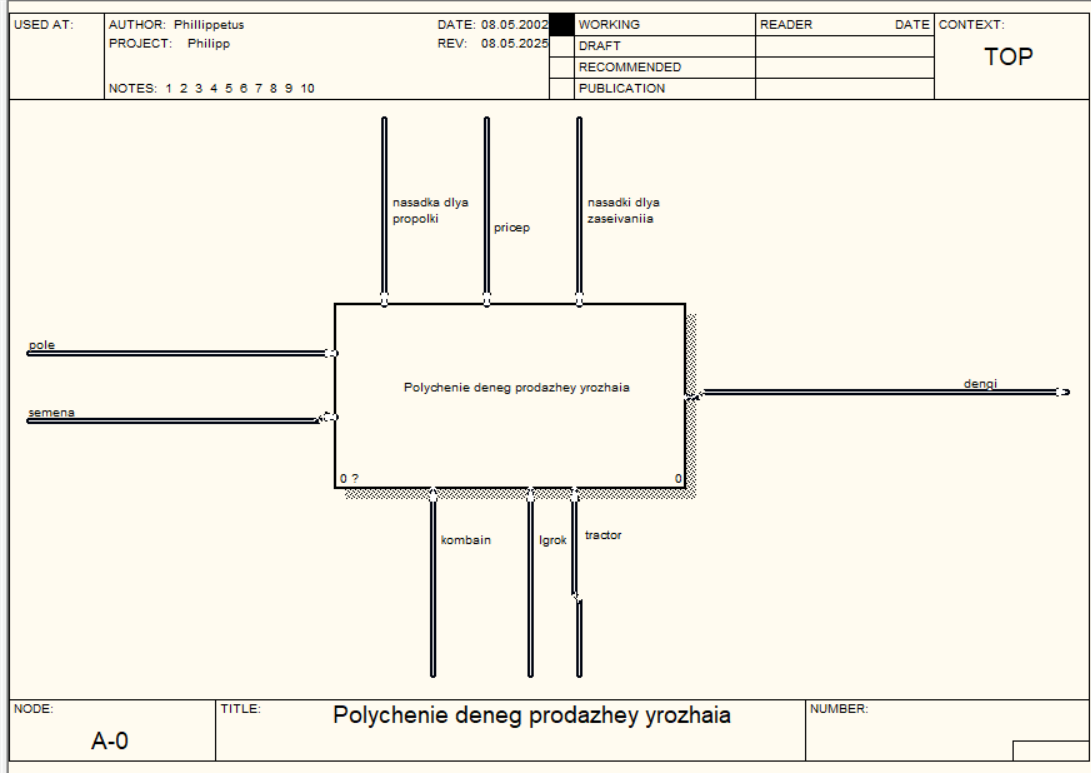 USED AT:
AUTHOR: Phillippetus
DATE: 08.05.2002
PROJECT: Philipp
REV: 08.05.2025
NOTES: 1 2 3 4 5 6 7 8 9 10
WORKING
DRAFT
RECOMMENDED
PUBLICATION
READER DATE
CONTEXT:
TOP
nasadka dlya
propolki
pricep
nasadki dlya
zaseivaniia
pole
semena
Polychenie deneg prodazhey yrozhaia
dengi
0 ?
0
kombain
Igrok
tractor
NODE:
A-0
TITLE:
Polychenie deneg prodazhey yrozhaia
NUMBER: